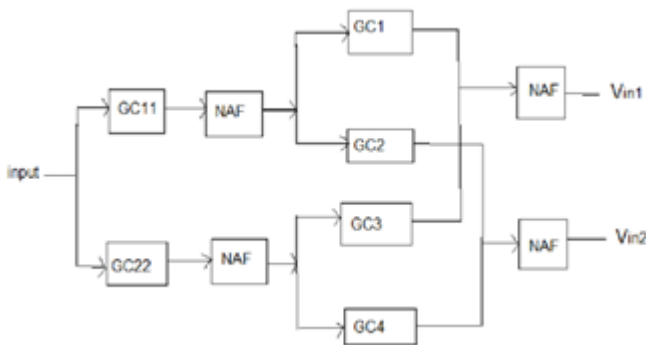 GC1
GC11
NAF
NAF
Vin1
input
GC2
GC3
GC22
NAF
NAF
Vin2
GC4